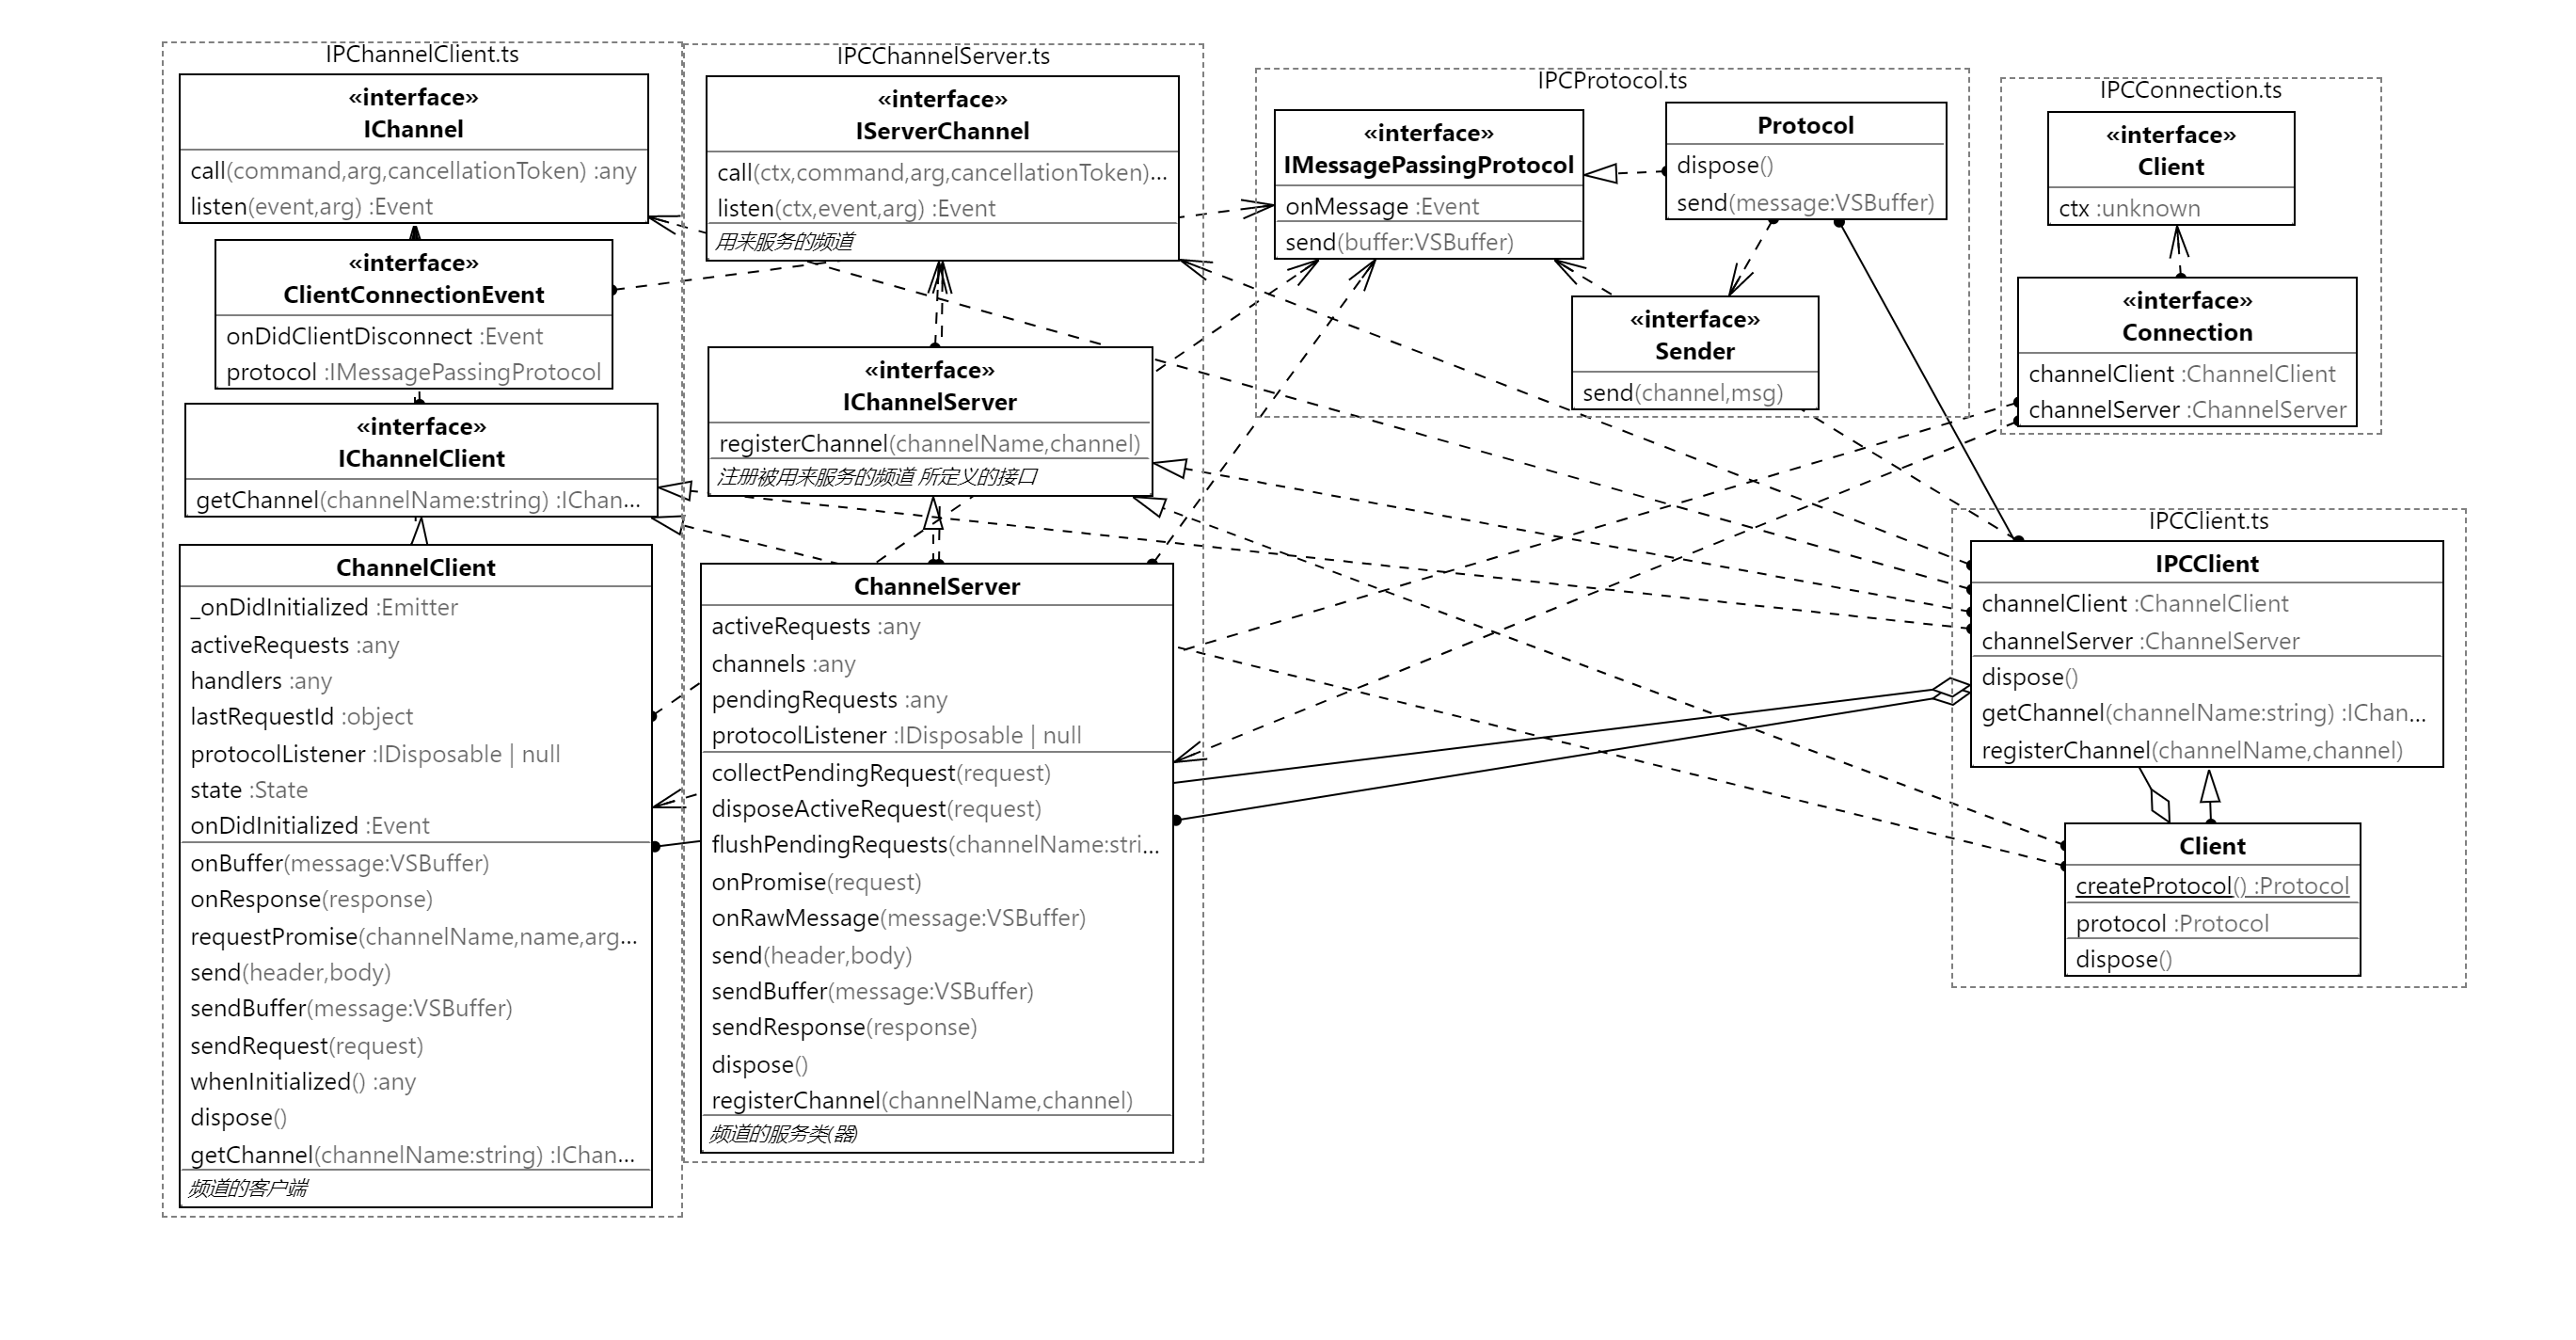 IPChannelClient.ts
«interface»
IChannel
call(command,arg,cancellationToken) :any
listen(event,arg) :Event
«interface»
ClientConnectionEvent
onDidClientDisconnect :Event
protocol :IMessagePassingProtocol
«interface»
IChannelClient
getChannel(channelName:string) :IChan...
ChannelClient
_onDidInitialized :Emitter
activeRequests :any
handlers :any
lastRequestId :object
protocolListener :IDisposable | null
state :State
onDidInitialized :Event
onBuffer(message:VSBuffer)
onResponse(response)
requestPromise(channelName,name,arg...
send(header,body)
sendBuffer(message:VSBuffer)
sendRequest(request)
whenInitialized() :any
dispose()
getChannel(channelName:string) :IChan...
频道的客户端
IPCChannelServer.ts
«interface»
IServerChannel
call(ctx,command,arg,cancellationToken)...
listen(ctx,event,arg) :Event
用来服务的频道
«interface»
IChannelServer
registerChannel(channelName,channel)
注册被用来服务的频道 所定义的接口
ChannelServer
activeRequests :any
channels :any
pendingRequests :any
protocolListener :IDisposable | null
collectPendingRequest(request)
disposeActiveRequest(request)
flushPendingRequests(channelName:stri...
onPromise(request)
onRawMessage(message:VSBuffer)
send(header,body)
sendBuffer(message:VSBuffer)
sendResponse(response)
dispose()
registerChannel(channelName,channel)
频道的服务类(器)
IPCProtocol.ts
«interface»
IMessagePassingProtocol
onMessage :Event
send(buffer:VSBuffer)
Protocol
dispose()
send(message:VSBuffer)
«interface»
Sender
send(channel,msg)
IPCConnection.ts
«interface»
Client
ctx :unknown
«interface»
Connection
channelClient :ChannelClient
channelServer :ChannelServer
IPCClient.ts
IPCClient
channelClient :ChannelClient
channelServer :ChannelServer
dispose()
getChannel(channelName:string) :IChan...
registerChannel(channelName,channel)
Client
createProtocol() :Protocol
protocol :Protocol
dispose()